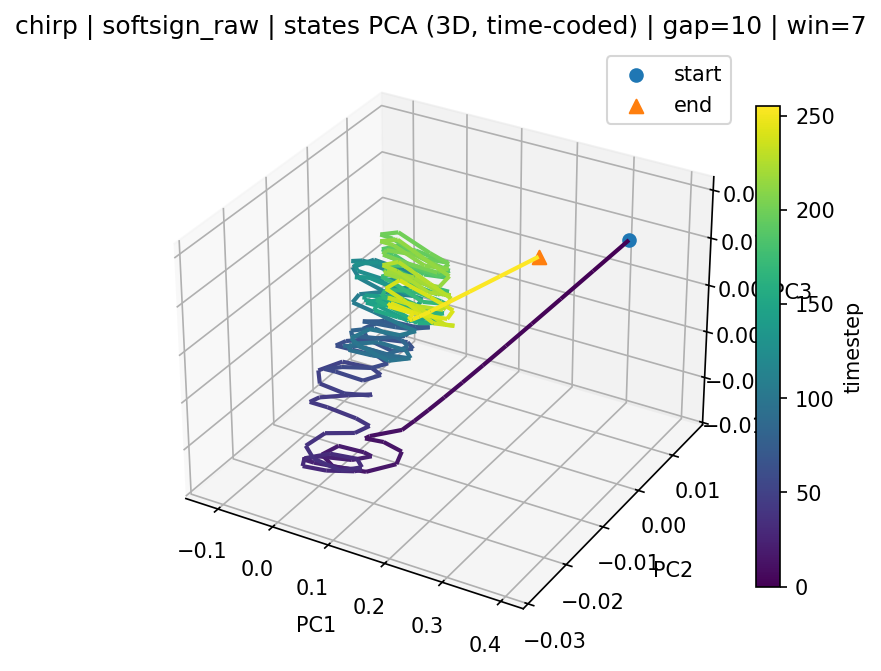 chirp | softsign_raw | states PCA (3D, time-coded) | gap=10 | win=7
start
end
PC1
−0.1
0.0
0.1
0.2
0.3
0.4
PC2
−0.03
−0.02
−0.01
0.00
0.01
PC3
timestep
0
50
100
150
200
250